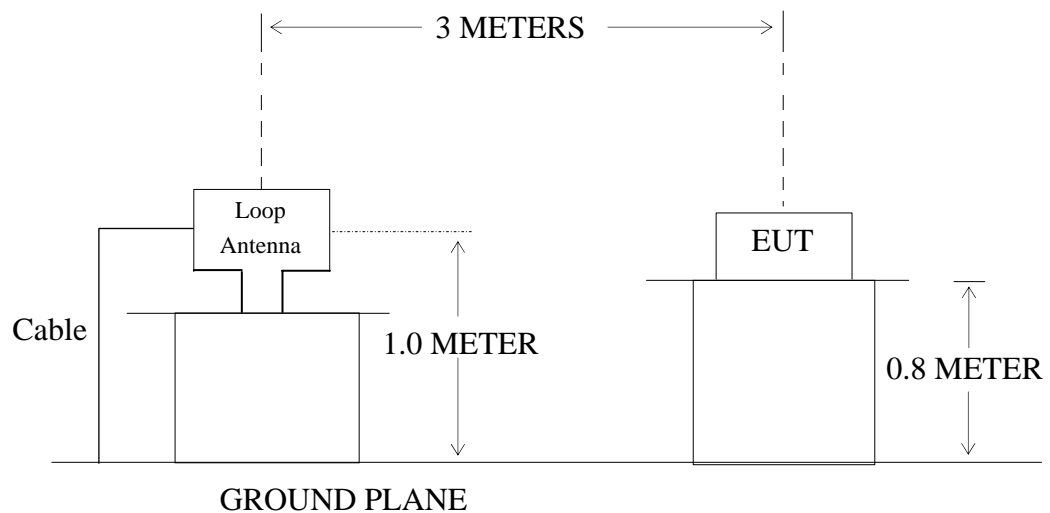 3 METERS
Loop
Antenna
EUT
Cable
1.0 METER
0.8 METER
GROUND PLANE